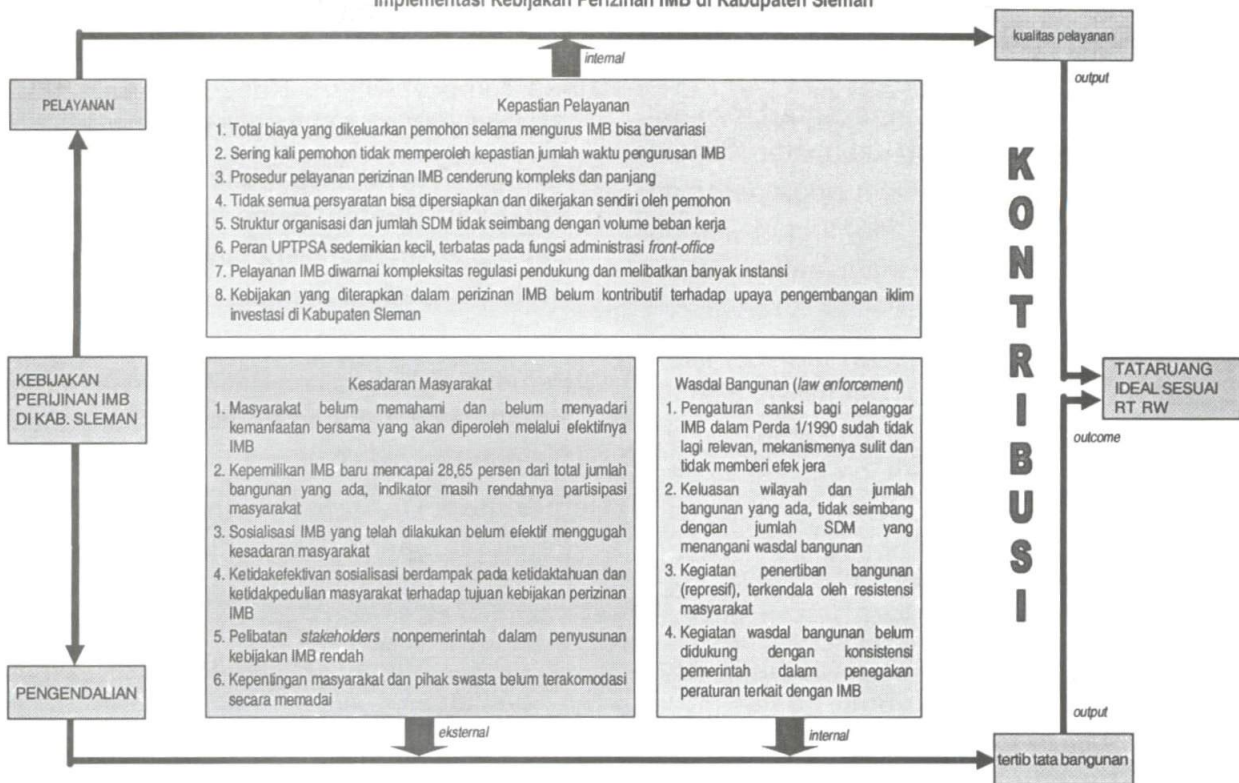 Implementasi Kebijakan Perizinan IMB di Kabupaten Sleman
kualitas pelayanan
internal
output
PELAYANAN
Kepastian Pelayanan
1. Total biaya yang dikeluarkan pemohon selama mengurus IMB bisa bervariasi
2. Sering kali pemohon tidak memperoleh kepastian jumlah waktu pengurusan IMB
3. Prosedur pelayanan perizinan IMB cenderung kompleks dan panjang
4. Tidak semua persyaratan bisa dipersiapkan dan dikerjakan sendiri oleh pemohon
5. Struktur organisasi dan jumlah SDM tidak seimbang dengan volume beban kerja
6. Peran UPTPSA sedemikian kecil, terbatas pada fungsi administrasi front-office
7. Pelayanan IMB diwarnai kompleksitas regulasi pendukung dan melibatkan banyak instansi
8. Kebijakan yang diterapkan dalam perizinan IMB belum kontributif terhadap upaya pengembangan iklim
investasi di Kabupaten Sleman
KONTRIBUSI
KEBIJAKAN
PERIJINAN IMB
DI KAB. SLEMAN
Kesadaran Masyarakat
1. Masyarakat belum memahami dan belum menyadari
kemanfaatan bersama yang akan diperoleh melalui efektifnya
IMB
2. Kepemilikan IMB baru mencapai 28,65 persen dari total jumlah
bangunan yang ada, indikator masih rendahnya partisipasi
masyarakat
3. Sosialisasi IMB yang telah dilakukan belum efektif menggugah
kesadaran masyarakat
4. Ketidakefektivan sosialisasi berdampak pada ketidaktahuan dan
ketidakpedulian masyarakat terhadap tujuan kebijakan perizinan
IMB
5. Pelibatan stakeholders nonpemerintah dalam penyusunan
kebijakan IMB rendah
6. Kepentingan masyarakat dan pihak swasta belum terakomodasi
secara memadai
Wasdal Bangunan (law enforcement)
1. Pengaturan sanksi bagi pelanggar
IMB dalam Perda 1/1990 sudah tidak
lagi relevan, mekanismenya sulit dan
tidak memberi efek jera
2. Keluasan wilayah dan jumlah
bangunan yang ada, tidak seimbang
dengan jumlah SDM yang
menangani wasdal bangunan
3. Kegiatan penertiban bangunan
(represif), terkendala oleh resistensi
masyarakat
4. Kegiatan wasdal bangunan belum
didukung dengan konsistensi
pemerintah dalam penegakan
peraturan terkait dengan IMB
TATARUANG
IDEAL SESUAI
RT RW
outcome
PENGENDALIAN
eksternal
internal
output
tertib tata bangunan